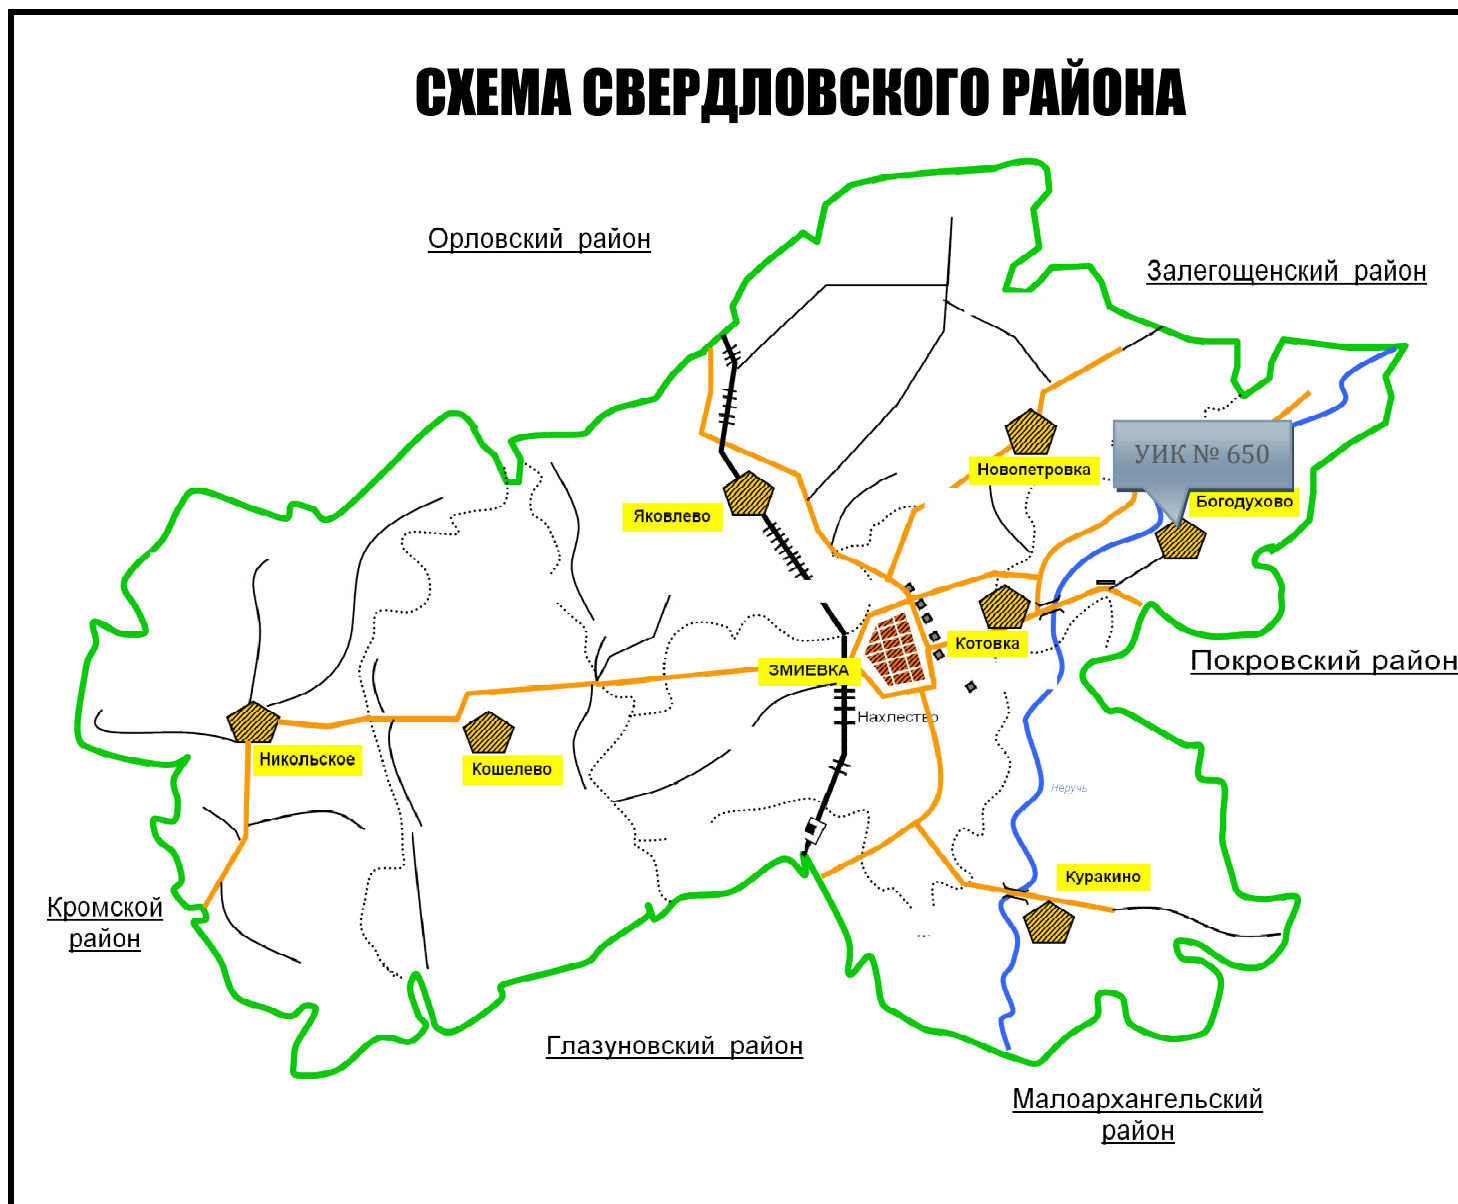 СХЕМА СВЕРДЛОВСКОГО РАЙОНА
Орловский район
Залегощенский район
УИК № 650
Новопетровка
Богодухово
Яковлево
Котовка
ЗМИЕВКА
Покровский район
Нахлество
Никольское
Кошелево
Неручь
Куракино
Кромской
район
Глазуновский район
Малоархангельский
район